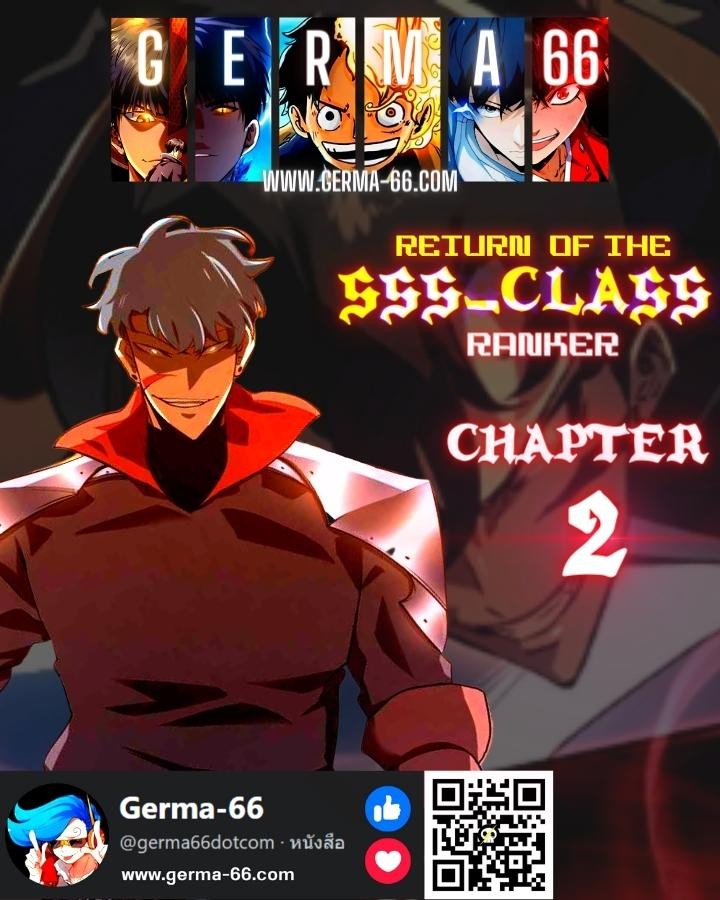 GERMA 66
WWW.GERMA-66.COM
RETURN OF THE
SSS-CLASS
RANKER
CHAPTER
2
Germa-66
@germa66dotcom · หนังสือ
www.germa-66.com